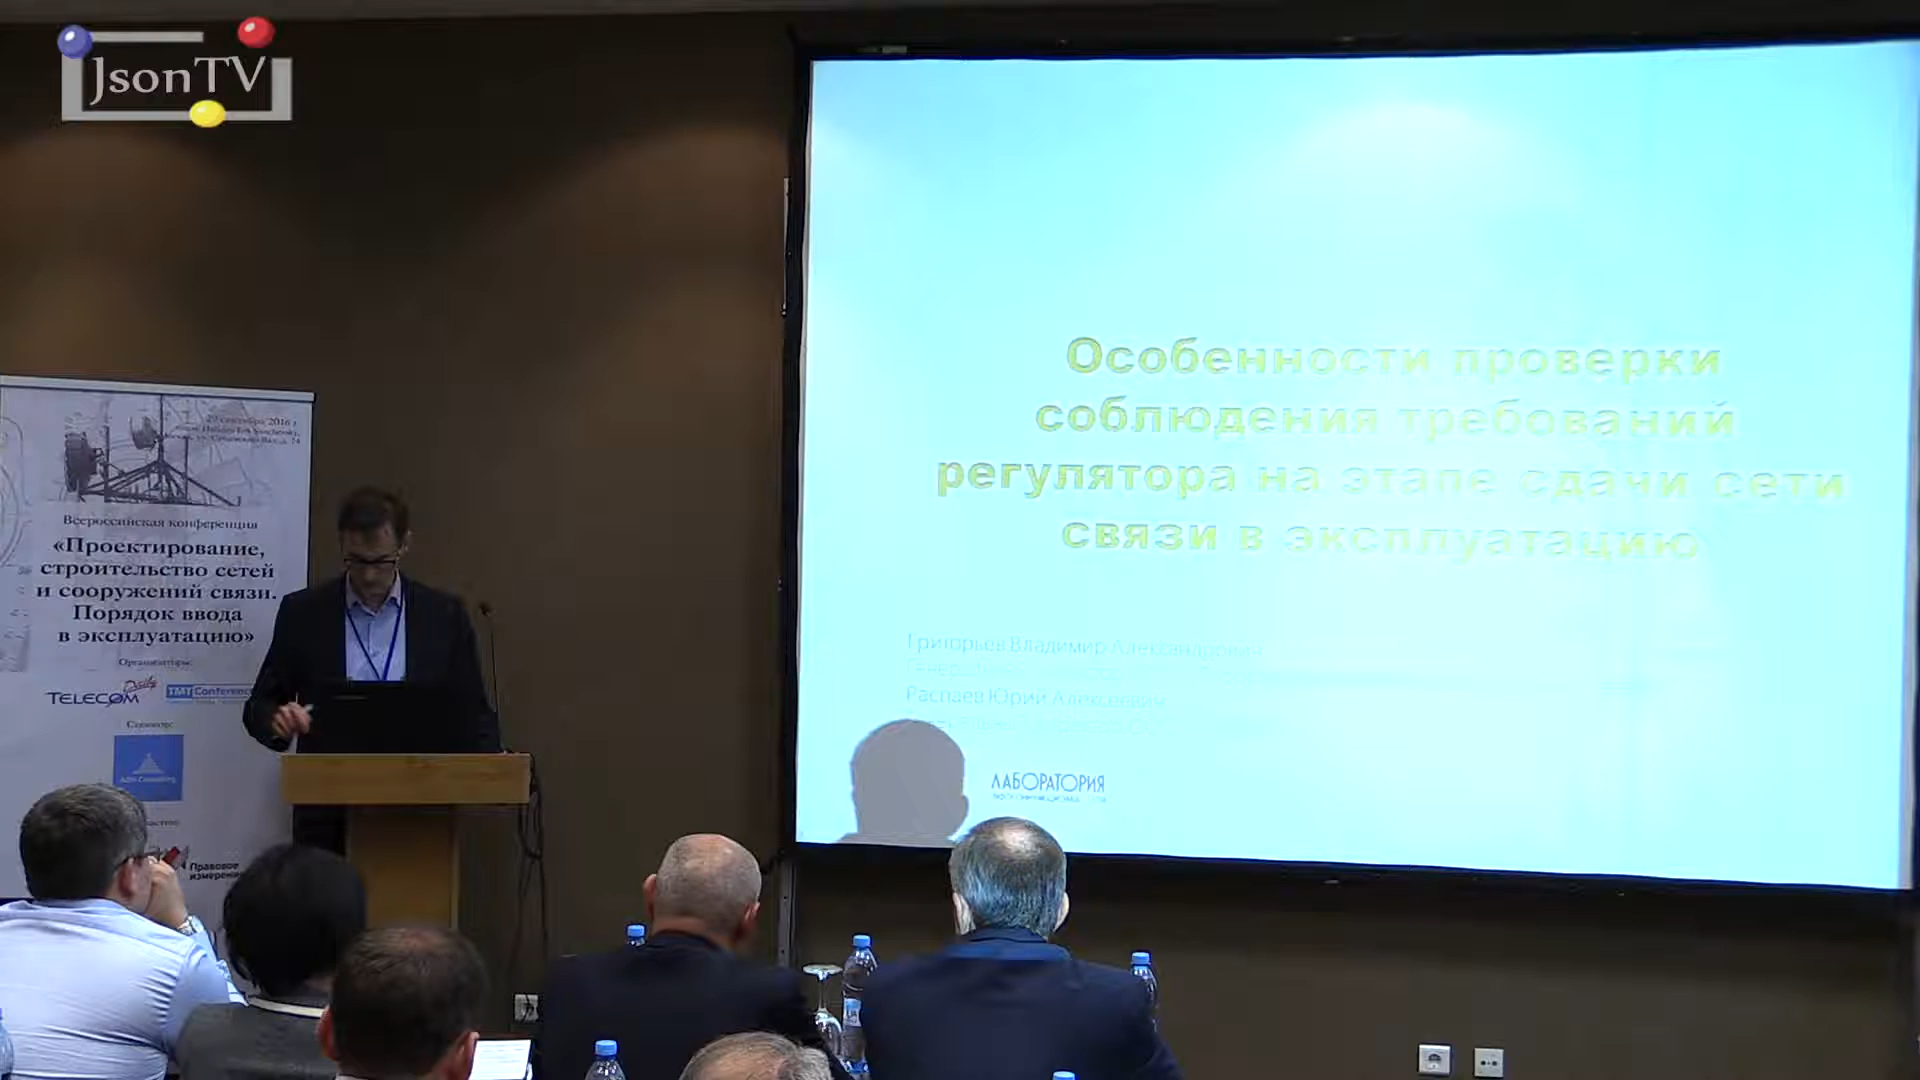 JsonTV
Особенности проверки
соблюдения требований
регулятора на этапе сдачи сети
связи в эксплуатацию
Григорьев Владимир Александрович
Распаев Юрий Алексеевич
ЛАБОРАТОРИЯ
Всероссийская конференция
«Проектирование,
строительство сетей
и сооружений связи.
Порядок ввода
в эксплуатацию»
Организаторы:
TELECOM Daily
TMT Conference
Спонсор:
Правовое
измерение